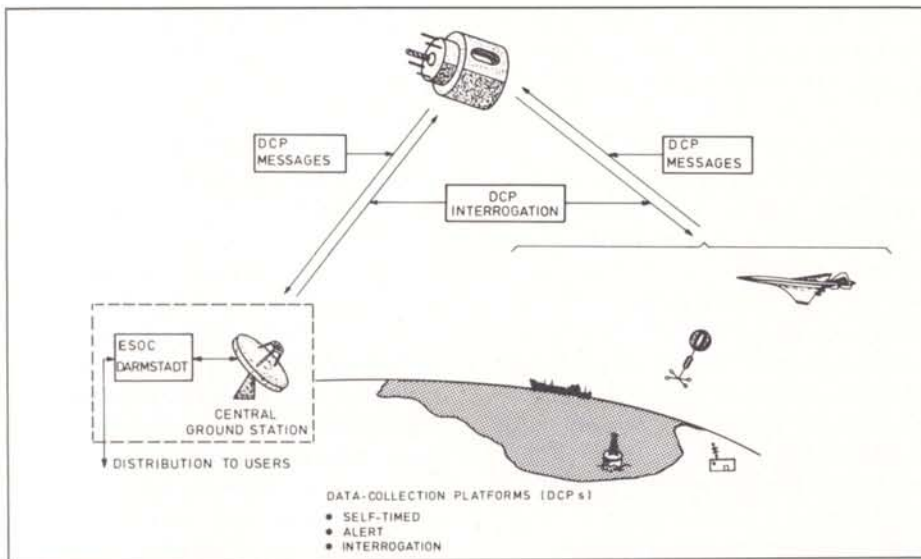 DCP
MESSAGES
DCP
MESSAGES
DCP
INTERROGATION
ESOC
DARMSTADT
CENTRAL
GROUND STATION
DISTRIBUTION TO USERS
DATA-COLLECTION PLATFORMS (DCP s)
• SELF-TIMED
• ALERT
• INTERROGATION